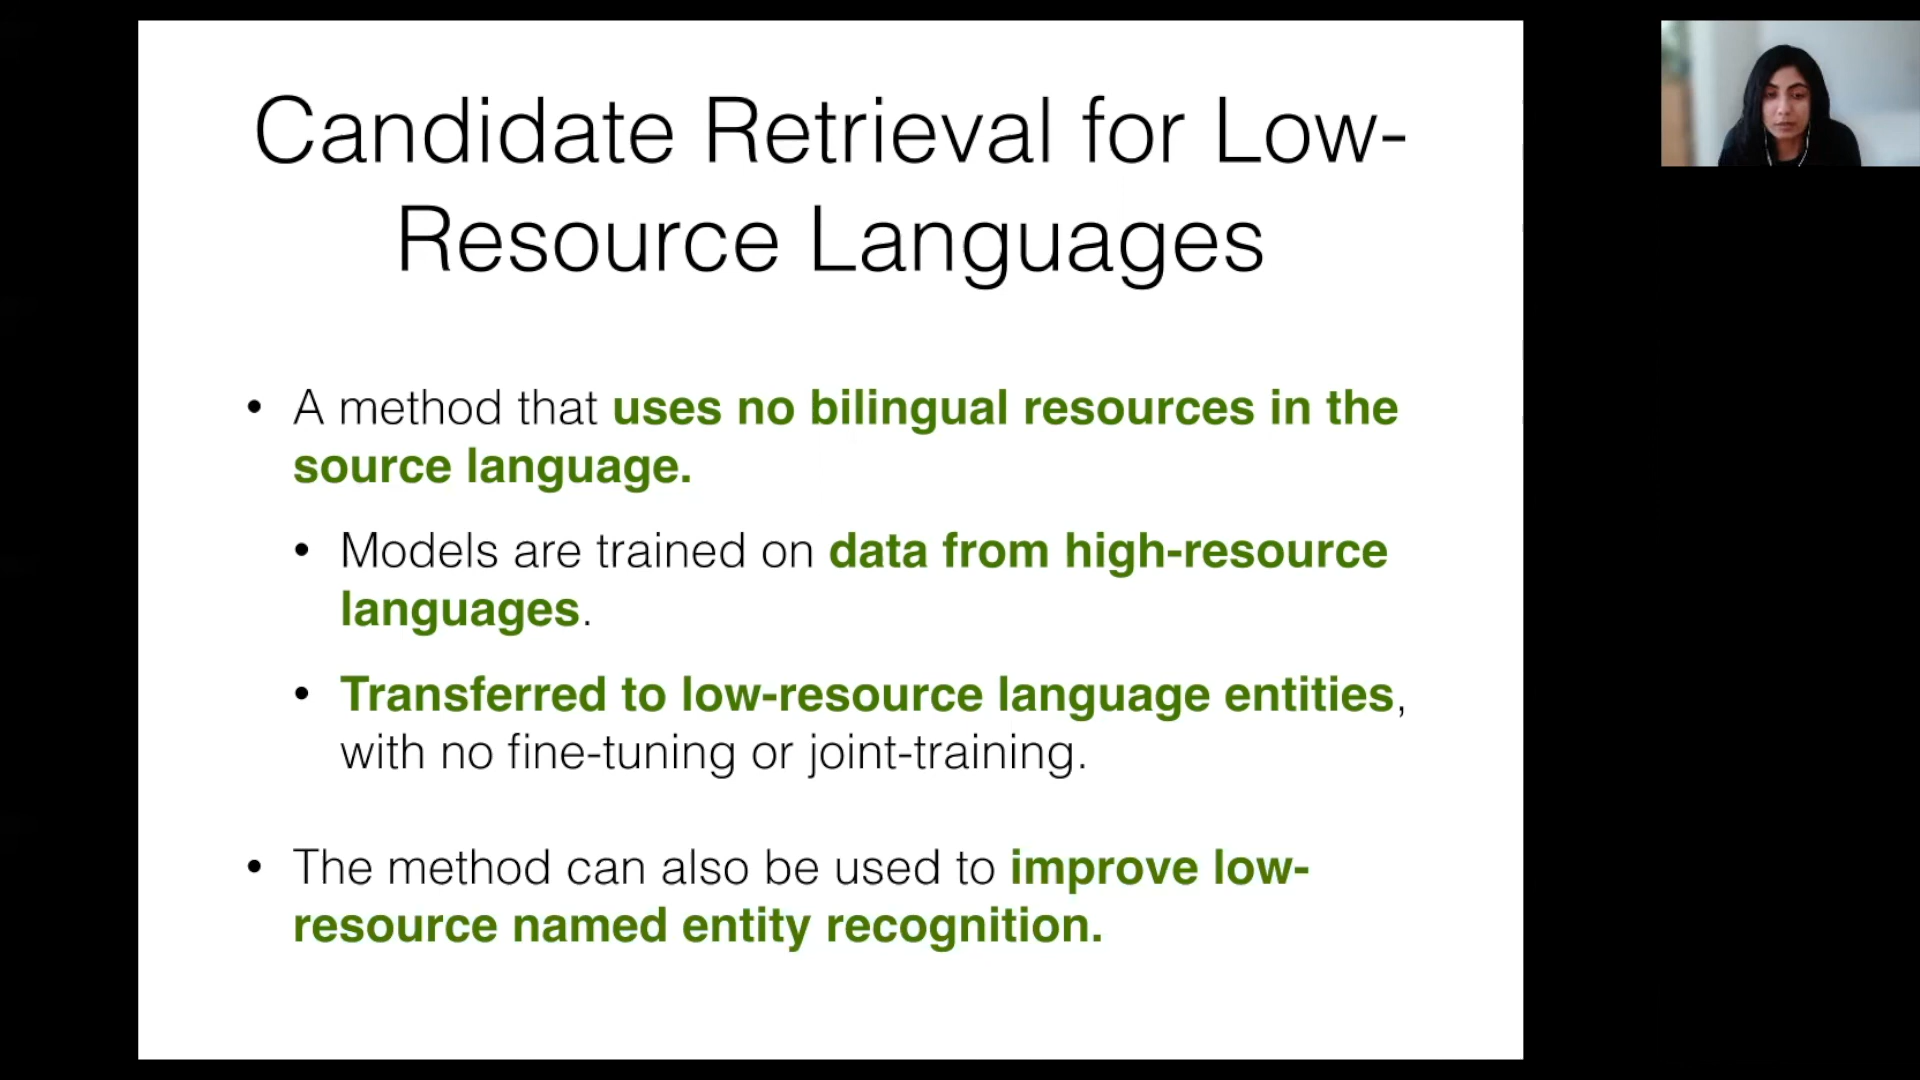 Candidate Retrieval for Low-
Resource Languages
• A method that uses no bilingual resources in the
source language.
• Models are trained on data from high-resource
languages.
• Transferred to low-resource language entities,
with no fine-tuning or joint-training.
• The method can also be used to improve low-
resource named entity recognition.